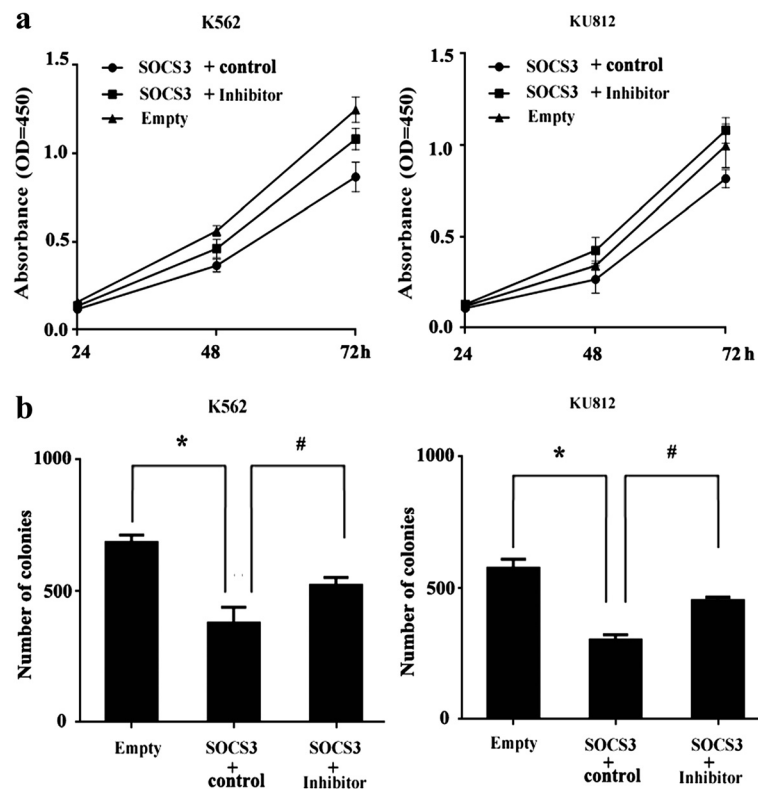 a
K562
SOCS3 + control
SOCS3 + Inhibitor
Empty
Absorbance (OD=450)
1.5
1.0
0.5
0.0
24
48
72h
KU812
SOCS3 + control
SOCS3 + Inhibitor
Empty
Absorbance (OD=450)
1.5
1.0
0.5
0.0
24
48
72h
b
K562
*
#
Number of colonies
1000
500
0
Empty
SOCS3
+
control
SOCS3
+
Inhibitor
KU812
*
#
Number of colonies
1000
500
0
Empty
SOCS3
+
control
SOCS3
+
Inhibitor